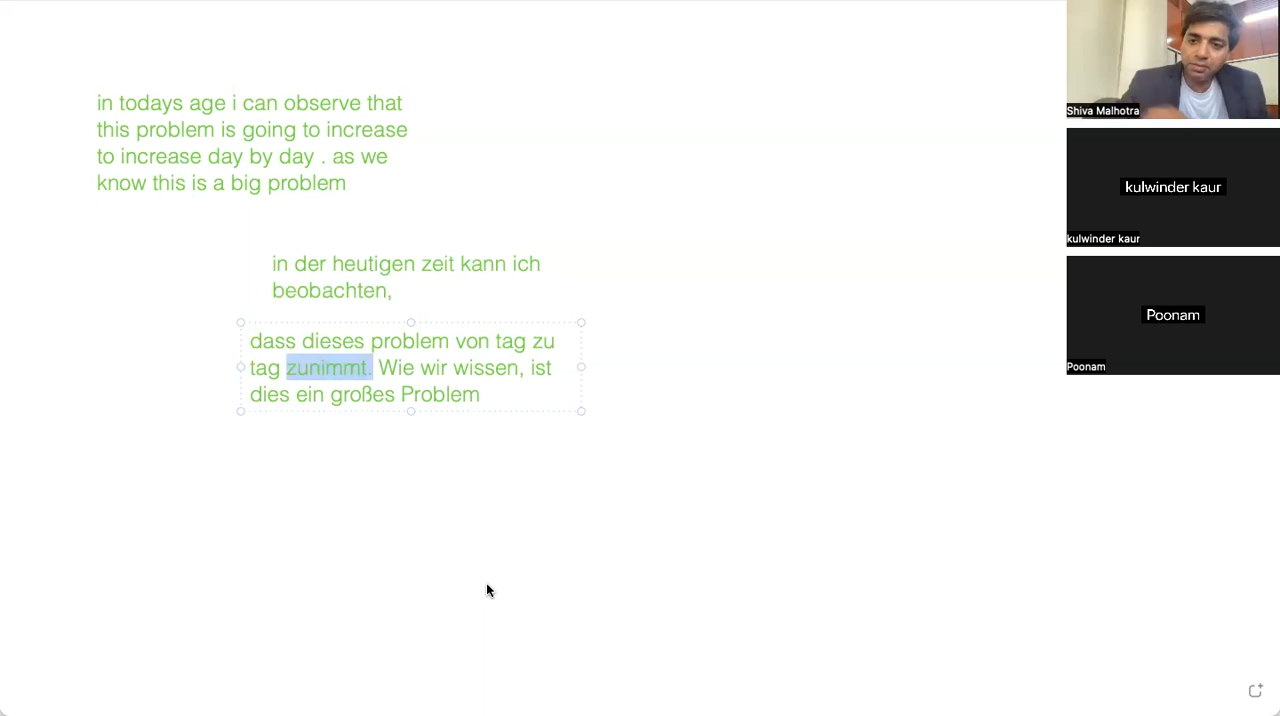 in todays age i can observe that
this problem is going to increase
to increase day by day . as we
know this is a big problem
in der heutigen zeit kann ich
beobachten,
dass dieses problem von tag zu
tag zunimmt. Wie wir wissen, ist
dies ein großes Problem
Shiva Malhotra
kulwinder kaur
kulwinder kaur
Poonam
Poonam